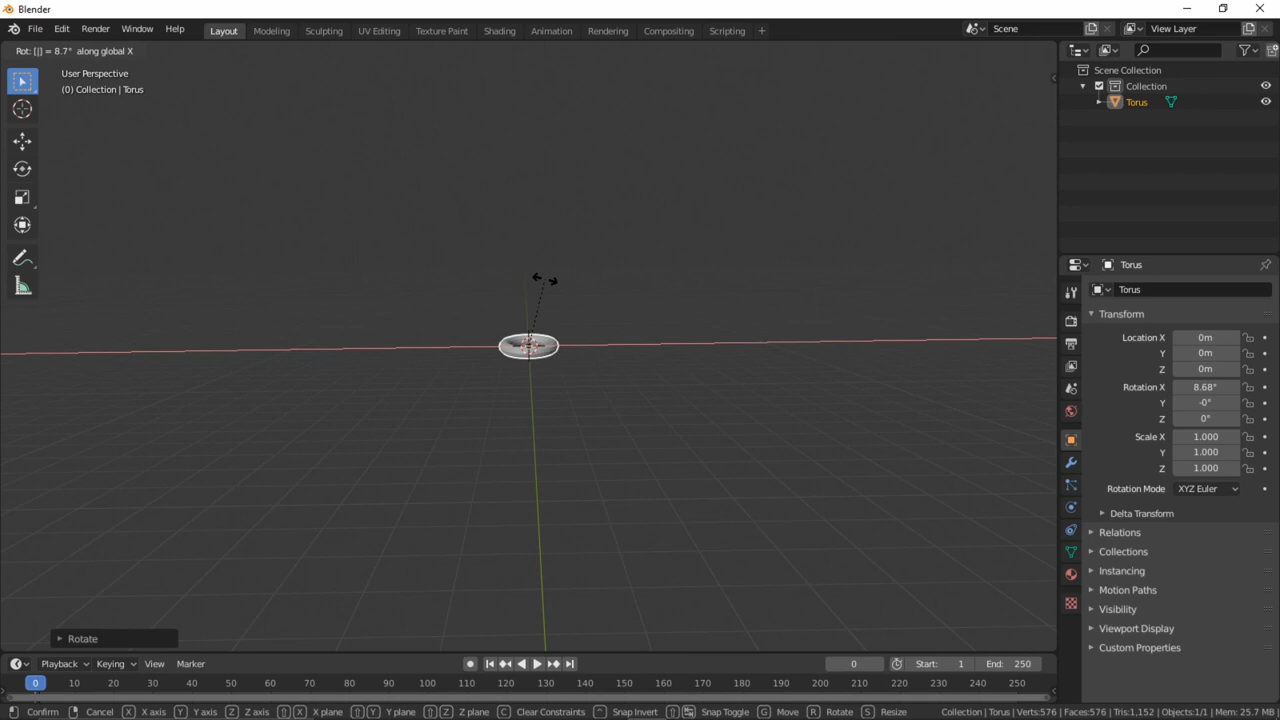 Blender
File Edit Render Window Help Layout Modeling Sculpting UV Editing Texture Paint Shading Animation Rendering Compositing Scripting + Scene View Layer
Rot: [|] = 8.7° along global X
User Perspective
(0) Collection | Torus
Scene Collection
Collection
Torus
Torus
Torus
Transform
Location X 0m
Y 0m
Z 0m
Rotation X 8.68°
Y -0°
Z 0°
Scale X 1.000
Y 1.000
Z 1.000
Rotation Mode XYZ Euler
Delta Transform
Relations
Collections
Instancing
Motion Paths
Visibility
Viewport Display
Custom Properties
Rotate
Playback Keying View Marker 0 Start: 1 End: 250
0 10 20 30 40 50 60 70 80 90 100 110 120 130 140 150 160 170 180 190 200 210 220 230 240 250
Confirm Cancel X X axis Y Y axis Z Z axis X X plane Y Y plane Z Z plane C Clear Constraints Snap Invert Snap Toggle G Move R Rotate S Resize Collection | Torus | Verts:576 | Faces:576 | Tris:1,152 | Objects:1/1 | Mem: 25.7 MB